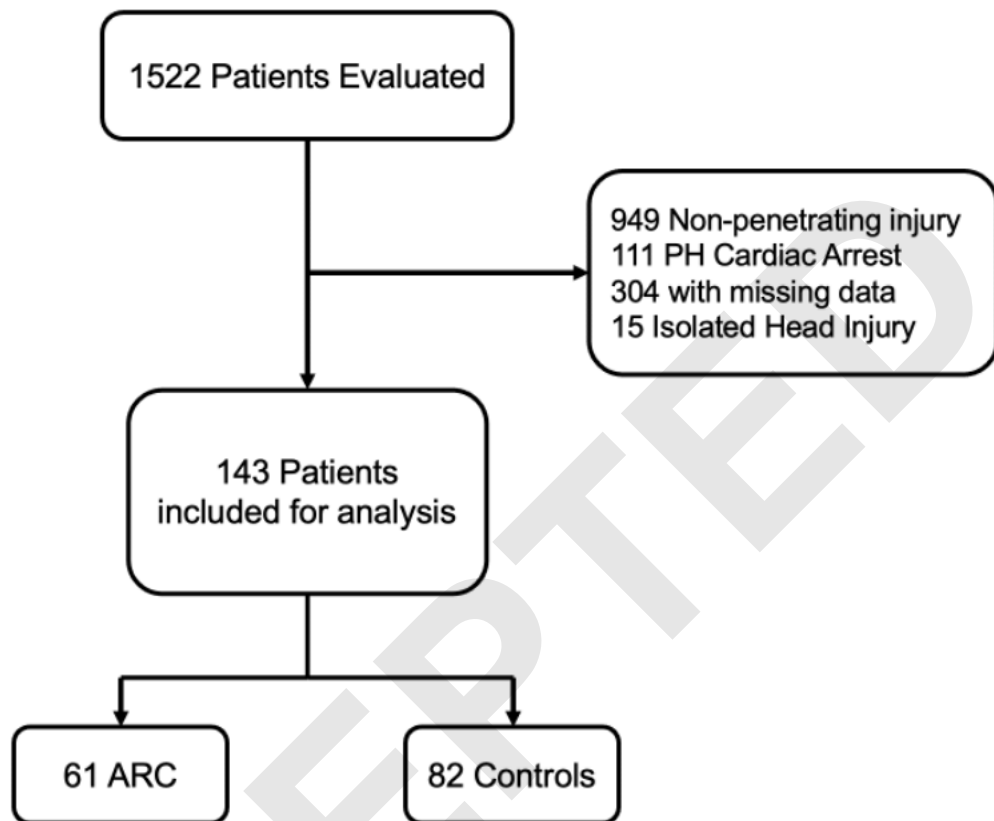 1522 Patients Evaluated
949 Non-penetrating injury
111 PH Cardiac Arrest
304 with missing data
15 Isolated Head Injury
143 Patients
included for analysis
61 ARC
82 Controls
EPTED